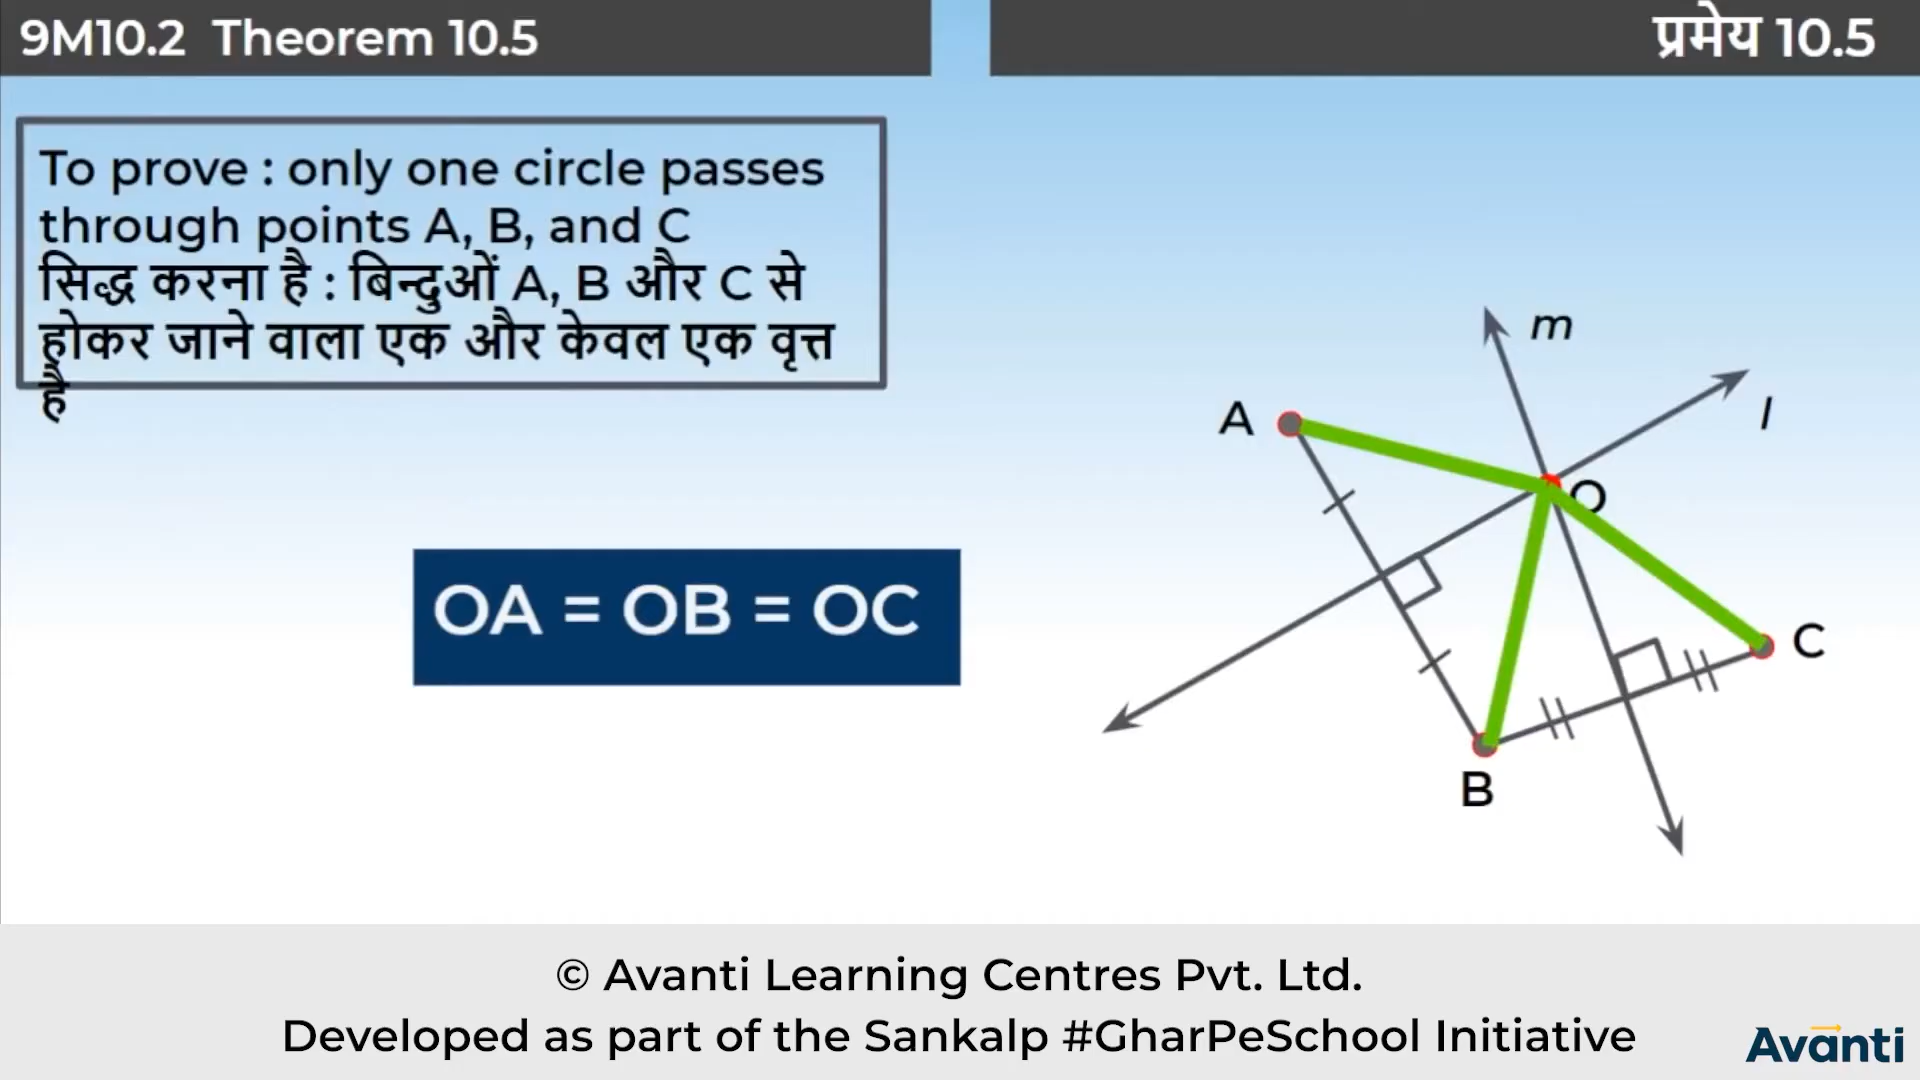 9M10.2 Theorem 10.5
प्रमेय 10.5
To prove : only one circle passes
through points A, B, and C
सिद्ध करना है : बिन्दुओं A, B और C से
होकर जाने वाला एक और केवल एक वृत्त
है
OA = OB = OC
m
l
A
O
C
B
© Avanti Learning Centres Pvt. Ltd.
Developed as part of the Sankalp #GharPeSchool Initiative
Avanti